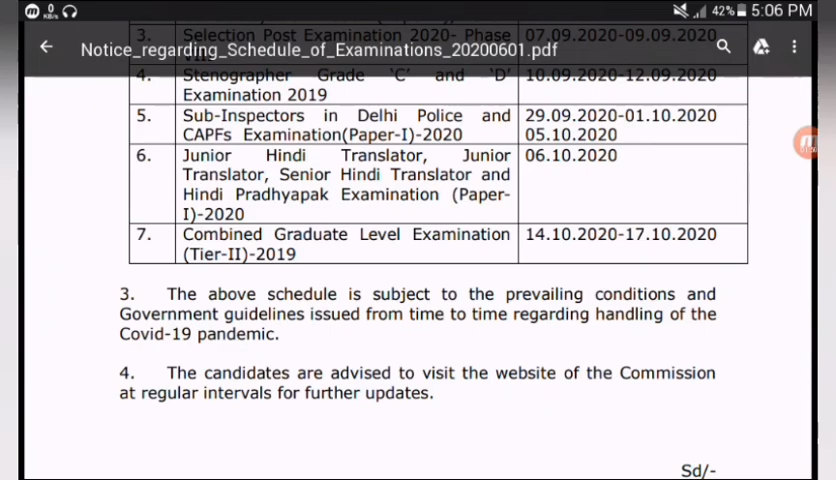 0
KB/s
42% 5:06 PM
3. Selection Post Examination 2020- Phase 07.09.2020-09.09.2020
VIII
Notice_regarding_Schedule_of_Examinations_20200601.pdf
4. Stenographer Grade 'C' and 'D' 10.09.2020-12.09.2020
Examination 2019
5. Sub-Inspectors in Delhi Police and 29.09.2020-01.10.2020
CAPFs Examination(Paper-I)-2020 05.10.2020
6. Junior Hindi Translator, Junior 06.10.2020
Translator, Senior Hindi Translator and
Hindi Pradhyapak Examination (Paper-
I)-2020
7. Combined Graduate Level Examination 14.10.2020-17.10.2020
(Tier-II)-2019
3. The above schedule is subject to the prevailing conditions and
Government guidelines issued from time to time regarding handling of the
Covid-19 pandemic.
4. The candidates are advised to visit the website of the Commission
at regular intervals for further updates.
Sd/-